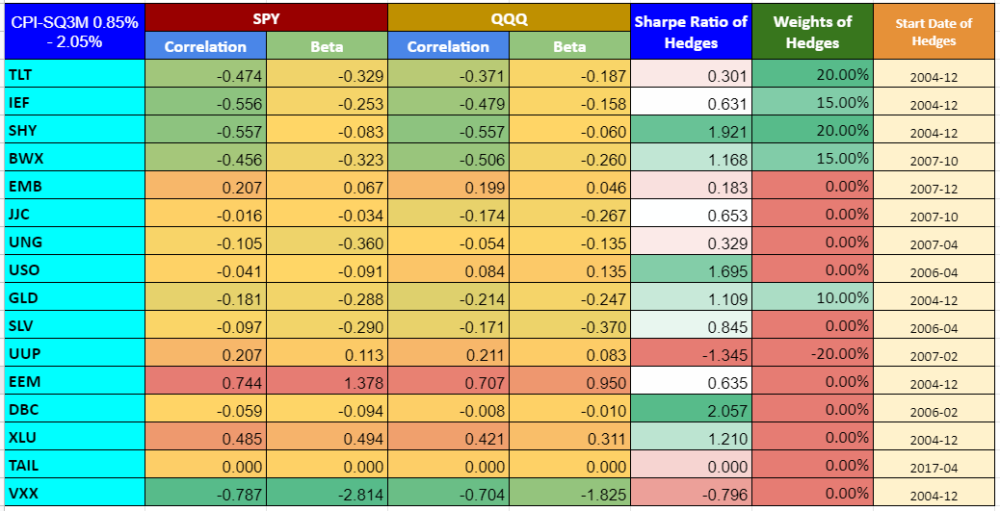 CPI-SQ3M 0.85% - 2.05% SPY QQQ Sharpe Ratio of Hedges Weights of Hedges Start Date of Hedges
Correlation Beta Correlation Beta
TLT -0.474 -0.329 -0.371 -0.187 0.301 20.00% 2004-12
IEF -0.556 -0.253 -0.479 -0.158 0.631 15.00% 2004-12
SHY -0.557 -0.083 -0.557 -0.060 1.921 20.00% 2004-12
BWX -0.456 -0.323 -0.506 -0.260 1.168 15.00% 2007-10
EMB 0.207 0.067 0.199 0.046 0.183 0.00% 2007-12
JJC -0.016 -0.034 -0.174 -0.267 0.653 0.00% 2007-10
UNG -0.105 -0.360 -0.054 -0.135 0.329 0.00% 2007-04
USO -0.041 -0.091 0.084 0.135 1.695 0.00% 2006-04
GLD -0.181 -0.288 -0.214 -0.247 1.109 10.00% 2004-12
SLV -0.097 -0.290 -0.171 -0.370 0.845 0.00% 2006-04
UUP 0.207 0.113 0.211 0.083 -1.345 -20.00% 2007-02
EEM 0.744 1.378 0.707 0.950 0.635 0.00% 2004-12
DBC -0.059 -0.094 -0.008 -0.010 2.057 0.00% 2006-02
XLU 0.485 0.494 0.421 0.311 1.210 0.00% 2004-12
TAIL 0.000 0.000 0.000 0.000 0.000 0.00% 2017-04
VXX -0.787 -2.814 -0.704 -1.825 -0.796 0.00% 2004-12